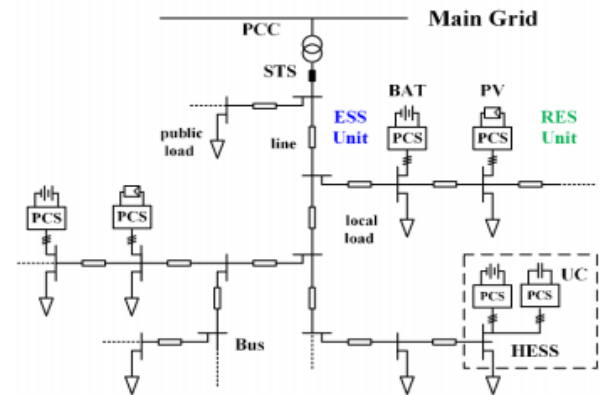 Main Grid
PCC
STS
BAT
PV
ESS
Unit
RES
Unit
PCS
PCS
public
load
line
local
load
PCS
PCS
UC
PCS
PCS
Bus
HESS